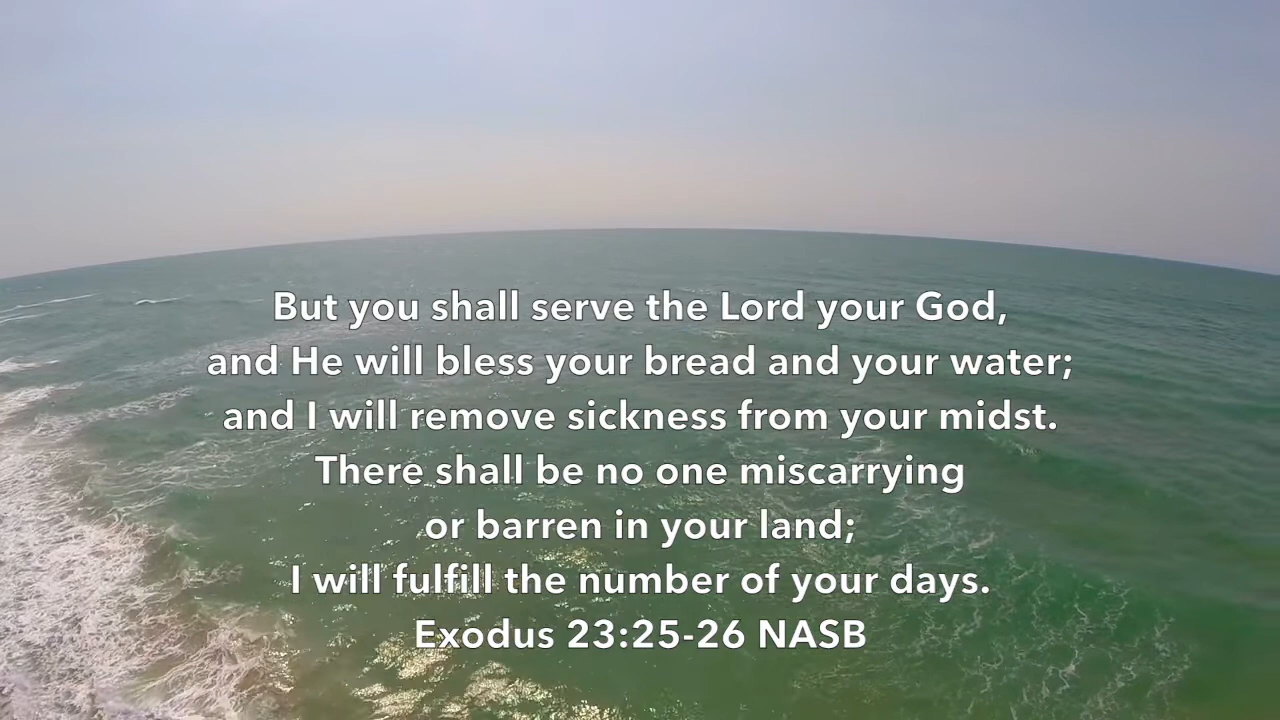 But you shall serve the Lord your God,
and He will bless your bread and your water;
and I will remove sickness from your midst.
There shall be no one miscarrying
or barren in your land;
I will fulfill the number of your days.
Exodus 23:25-26 NASB